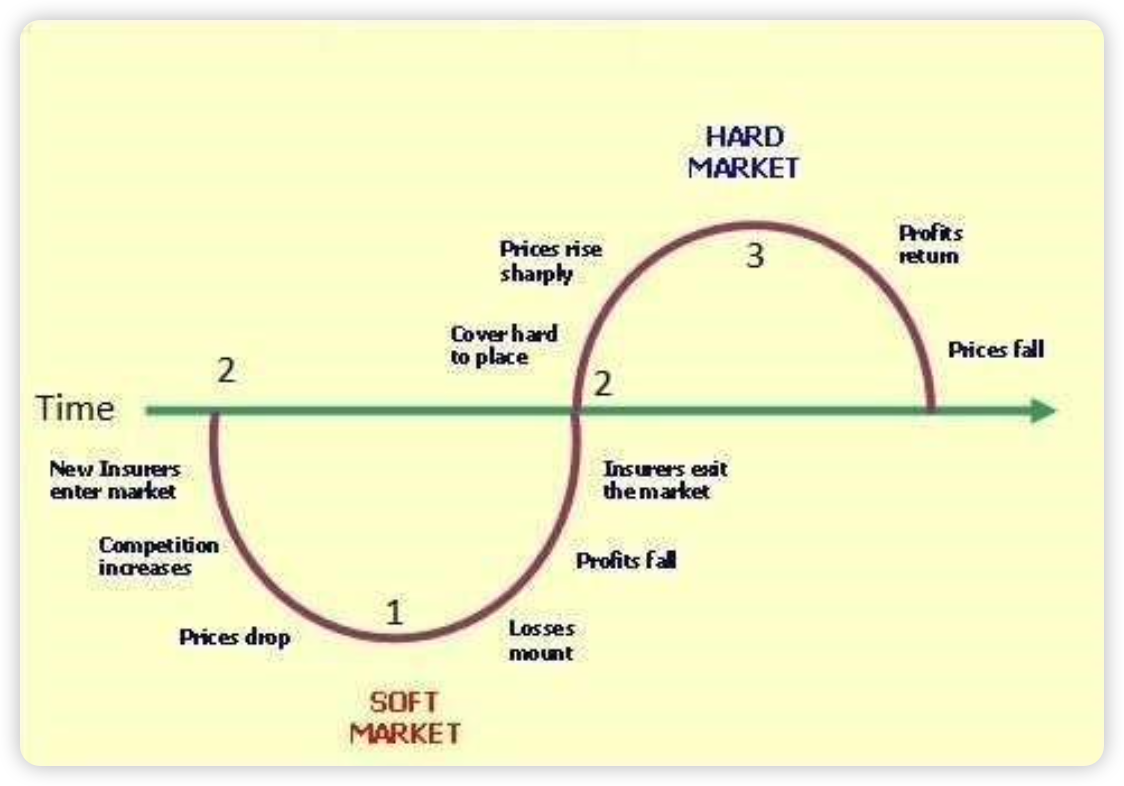 HARD
MARKET
Prices rise
sharply
3
Profits
return
Cover hard
to place
Prices fall
2
2
Time
New Insurers
enter market
Insurers exit
the market
Competition
increases
Profits fall
1
Prices drop
Losses
mount
SOFT
MARKET